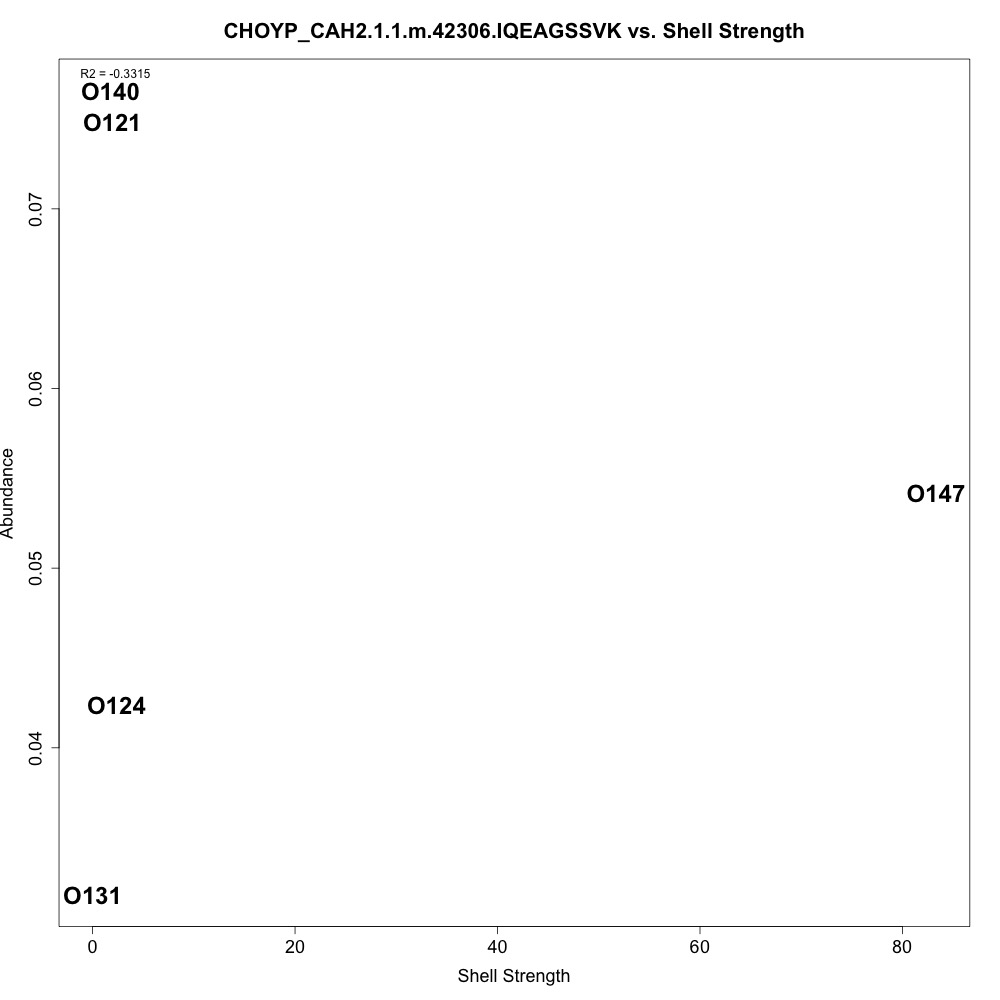 CHOYP_CAH2.1.1.m.42306.IQEAGSSVK vs. Shell Strength
R2 = -0.3315
O140
O121
0.07
0.06
O147
Abundance
0.05
O124
0.04
O131
0 20 40 60 80
Shell Strength